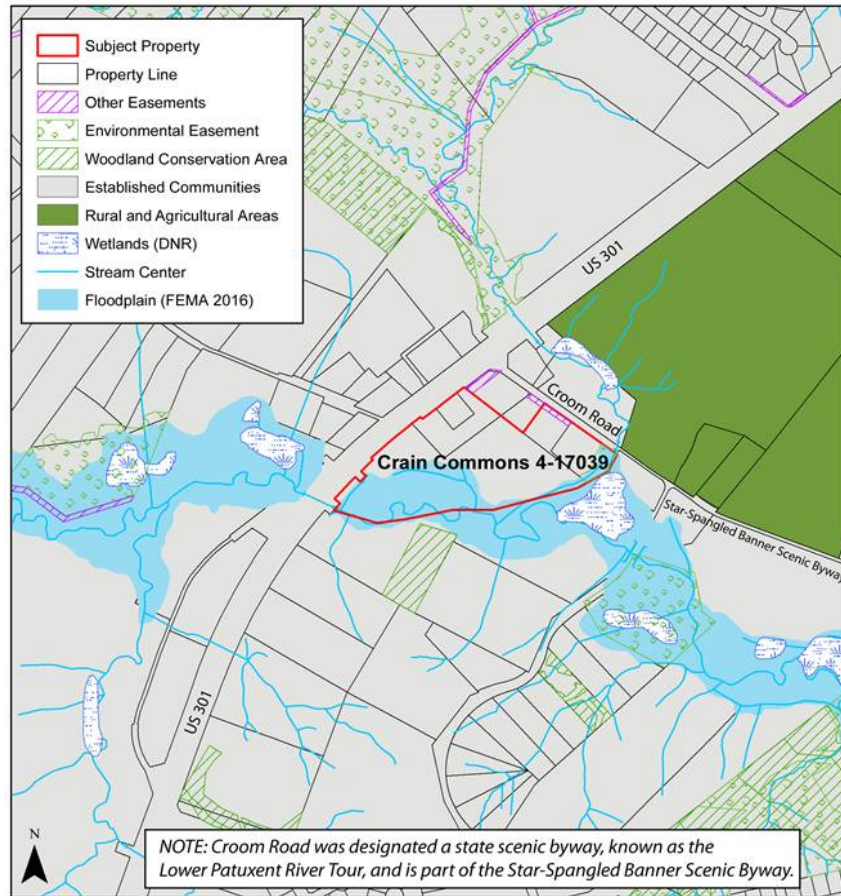 Subject Property
Property Line
Other Easements
Environmental Easement
Woodland Conservation Area
Established Communities
Rural and Agricultural Areas
Wetlands (DNR)
Stream Center
Floodplain (FEMA 2016)
US 301
Croom Road
Crain Commons 4-17039
Star-Spangled Banner Scenic Byway
US 301
N
NOTE: Croom Road was designated a state scenic byway, known as the
Lower Patuxent River Tour, and is part of the Star-Spangled Banner Scenic Byway.